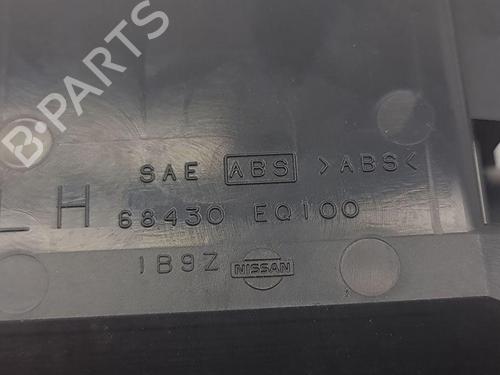 B-PARTS
SAE ABS >ABS<
LH
68430 EQ100
1B9Z NISSAN